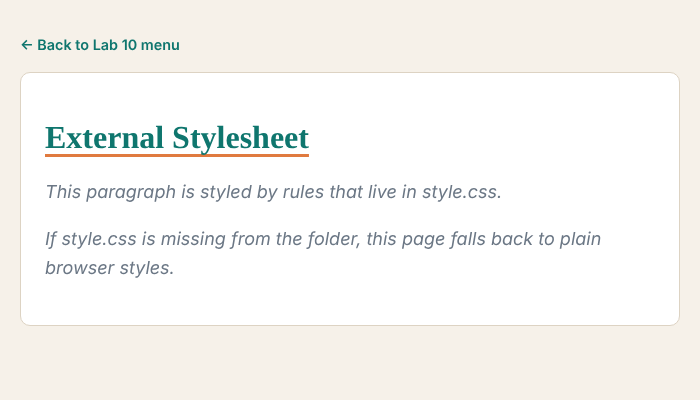 ← Back to Lab 10 menu
External Stylesheet
This paragraph is styled by rules that live in style.css.
If style.css is missing from the folder, this page falls back to plain
browser styles.